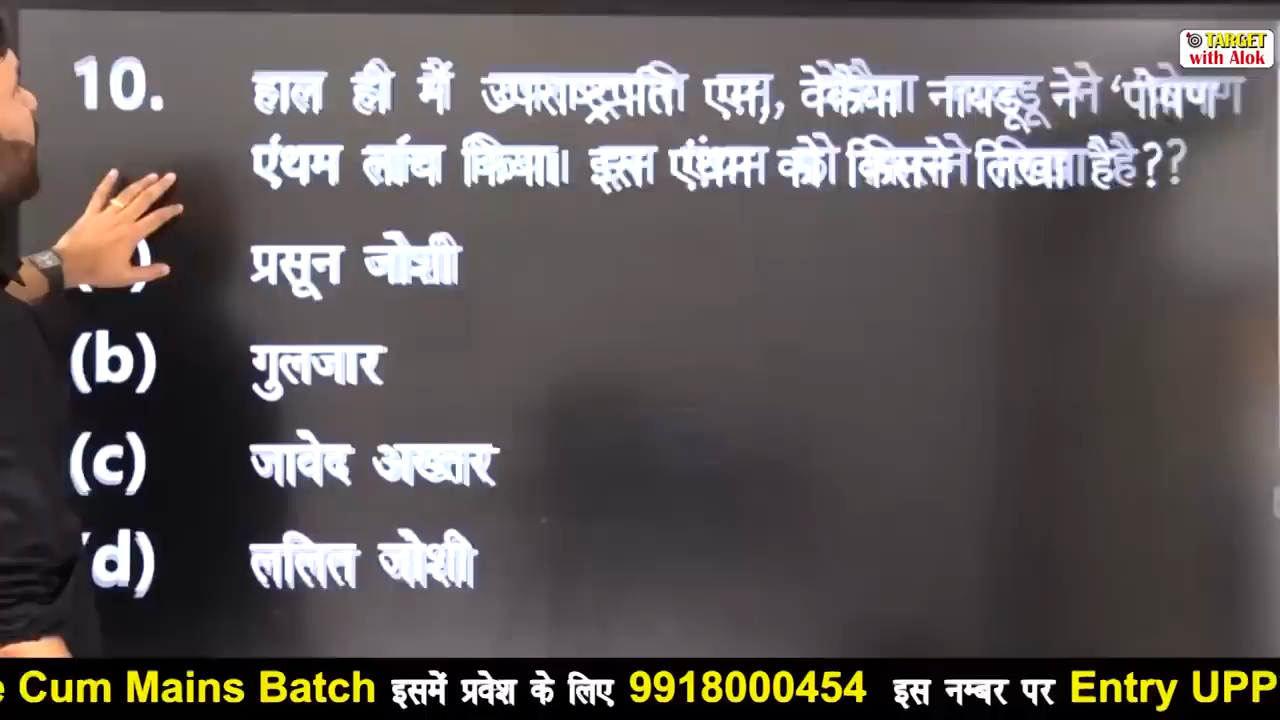 TARGET
with Alok
10. हाल ही में उपराष्ट्रपति एम, वेंकैया नायडू ने ‘पोषण
एंथम लांच किया। इस एंथम को किसने लिखा है?
प्रसून जोशी
(b) गुलजार
(c) जावेद अख्तर
(d) ललित जोशी
Cum Mains Batch इसमें प्रवेश के लिए 9918000454 इस नम्बर पर Entry UPP